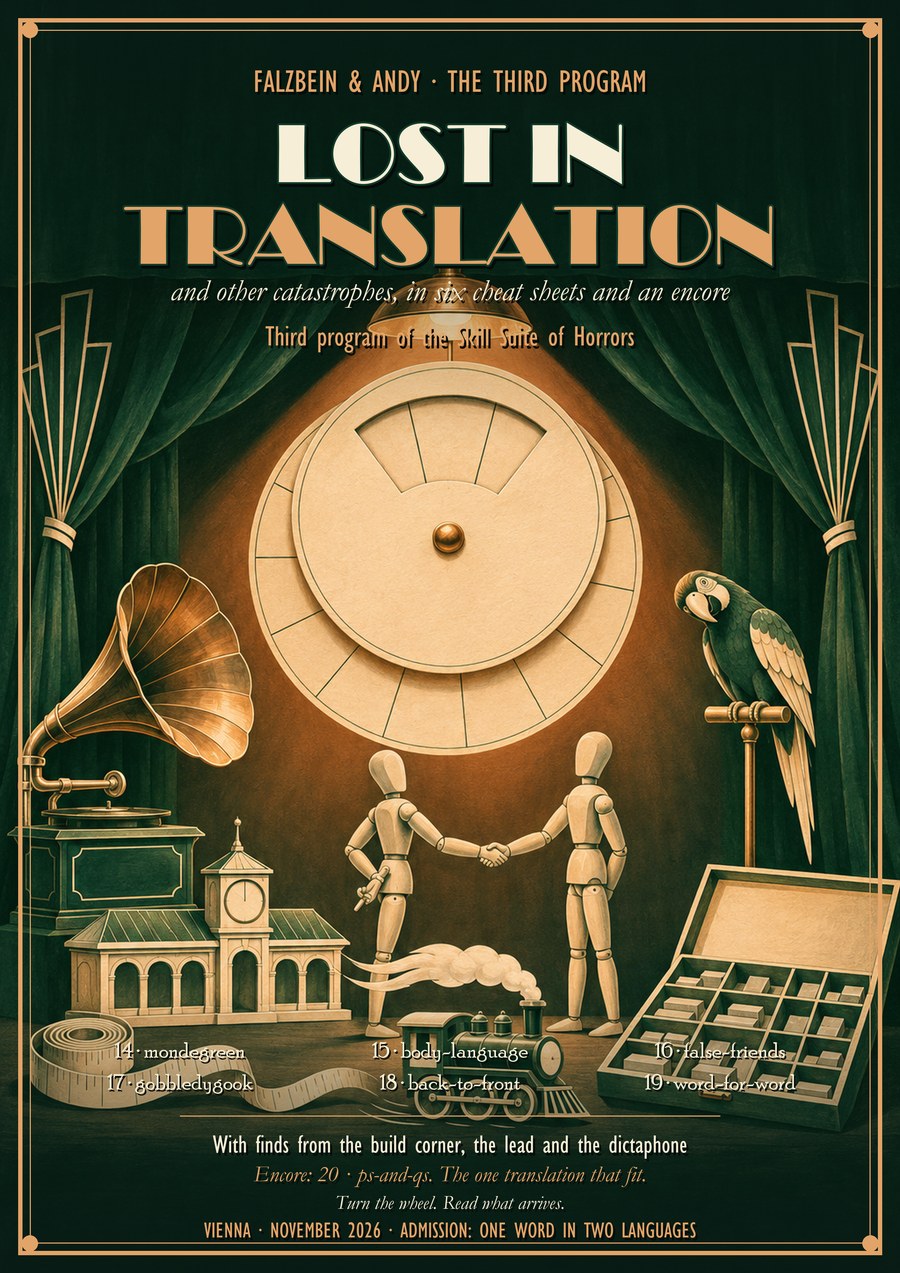 FALZBEIN & ANDY · THE THIRD PROGRAM
LOST IN
TRANSLATION
and other catastrophes, in six cheat sheets and an encore
Third program of the Skill Suite of Horrors
14 · mondegreen 15 · body-language 16 · false-friends
17 · gobbledygook 18 · back-to-front 19 · word-for-word
With finds from the build corner, the lead and the dictaphone
Encore: 20 · ps-and-qs. The one translation that fit.
Turn the wheel. Read what arrives.
VIENNA · NOVEMBER 2026 · ADMISSION: ONE WORD IN TWO LANGUAGES